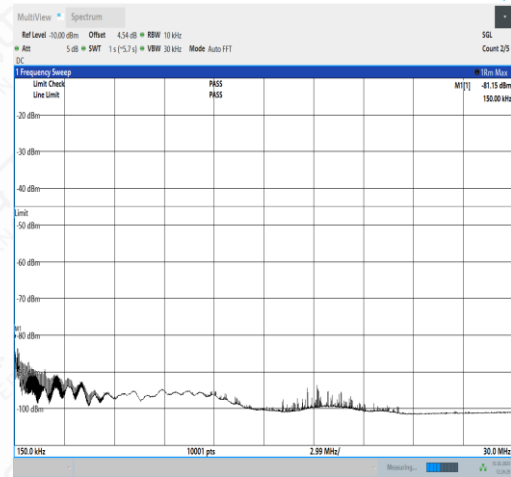 MultiView Spectrum
Ref Level -10.00 dBm Offset 4.54 dB RBW 10 kHz SGL
Att 5 dB SWT 1 s (~5.7 s) VBW 30 kHz Mode Auto FFT Count 2/5
DC
1 Frequency Sweep 1Rm Max
Limit Check PASS M1[1] -81.15 dBm
Line Limit PASS 150.00 kHz
-20 dBm
-30 dBm
-40 dBm
Limit
-50 dBm
-60 dBm
-70 dBm
M1
-80 dBm
-100 dBm
150.0 kHz 10001 pts 2.99 MHz/ 30.0 MHz
Measuring...